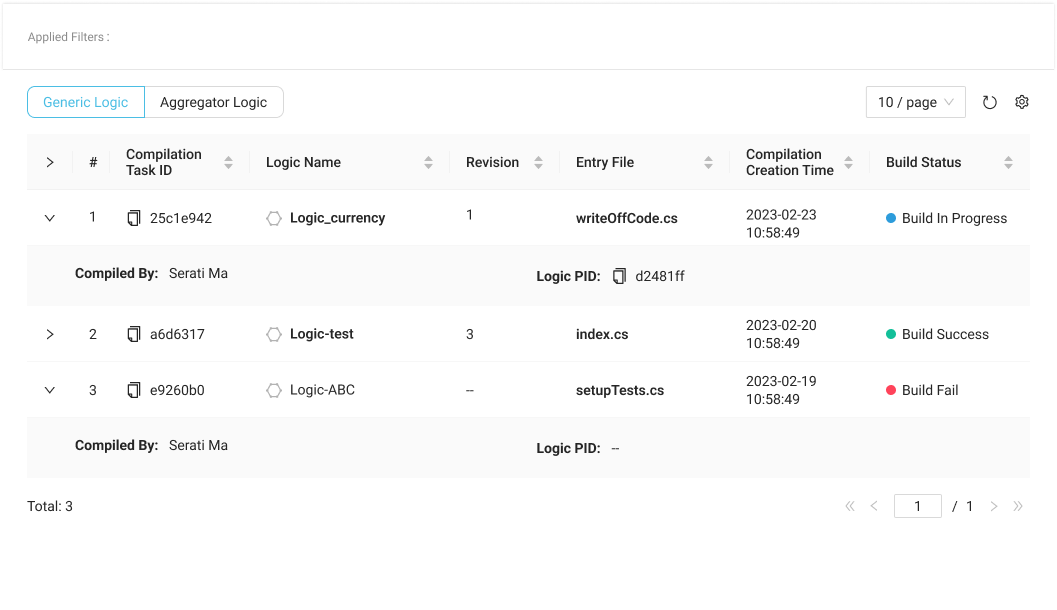 Applied Filters :
Generic Logic Aggregator Logic 10 / page
# Compilation Task ID Logic Name Revision Entry File Compilation Creation Time Build Status
1 25c1e942 Logic_currency 1 writeOffCode.cs 2023-02-23 10:58:49 Build In Progress
Compiled By: Serati Ma Logic PID: d2481ff
2 a6d6317 Logic-test 3 index.cs 2023-02-20 10:58:49 Build Success
3 e9260b0 Logic-ABC -- setupTests.cs 2023-02-19 10:58:49 Build Fail
Compiled By: Serati Ma Logic PID: --
Total: 3 1 / 1